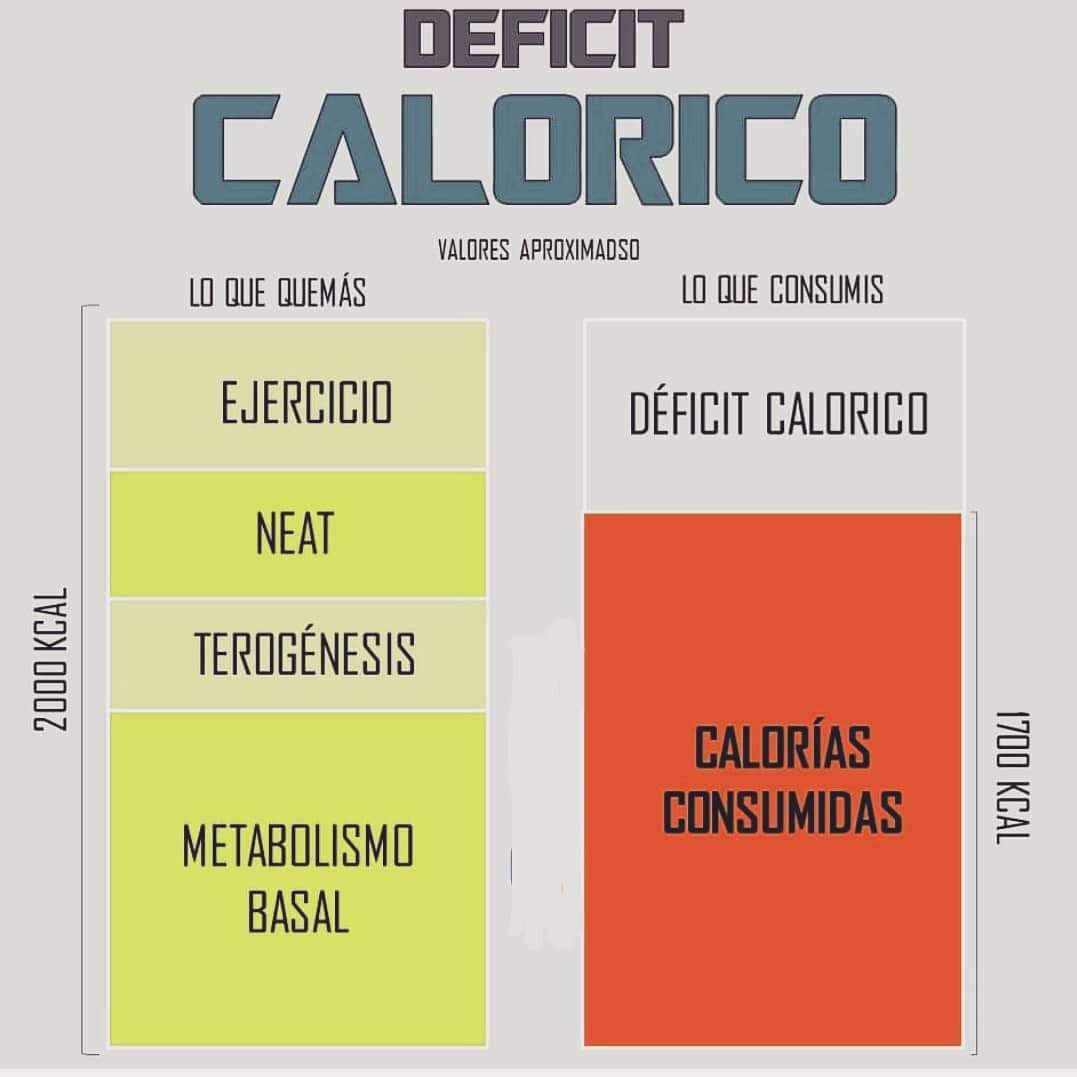 DEFICIT
CALORICO
VALORES APROXIMADSO
LO QUE QUEMÁS
EJERCICIO
NEAT
TEROGÉNESIS
METABOLISMO
BASAL
2000 KCAL
LO QUE CONSUMIS
DÉFICIT CALORICO
CALORÍAS
CONSUMIDAS
1700 KCAL